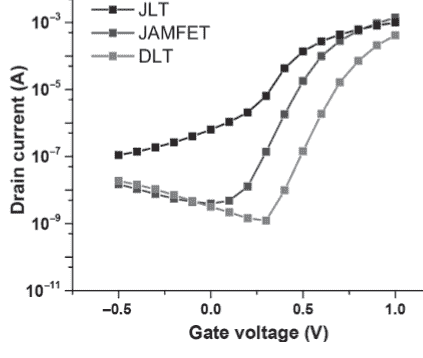 JLT
JAMFET
DLT
10⁻³
10⁻⁵
10⁻⁷
10⁻⁹
10⁻¹¹
Drain current (A)
−0.5 0.0 0.5 1.0
Gate voltage (V)